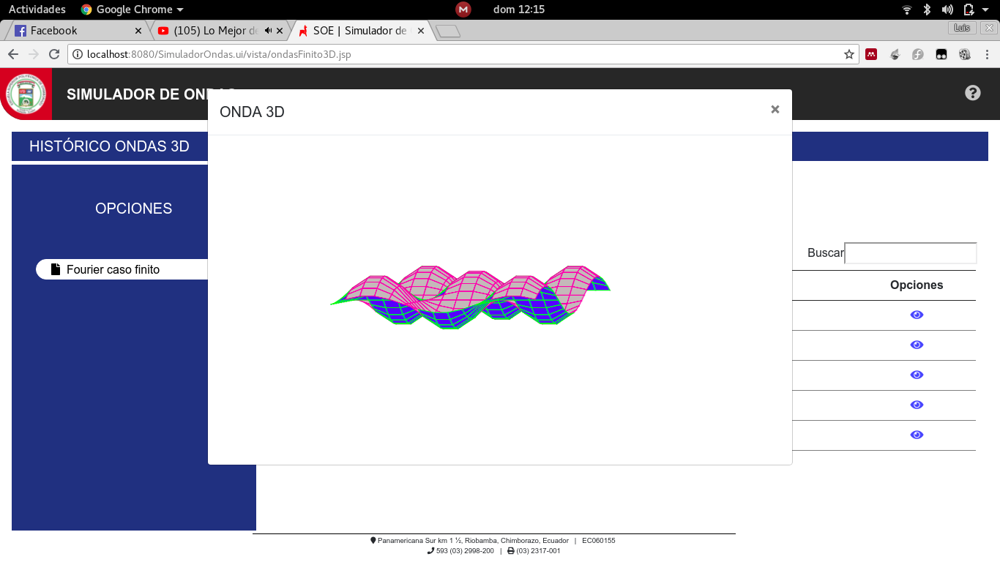 Actividades Google Chrome dom 12:15
Facebook (105) Lo Mejor de SOE | Simulador de Luis
localhost:8080/SimuladorOndas.ui/vista/ondasFinito3D.jsp
SIMULADOR DE ONDAS
ONDA 3D
HISTÓRICO ONDAS 3D
OPCIONES
Buscar
Fourier caso finito
Opciones
Panamericana Sur km 1 ½, Riobamba, Chimborazo, Ecuador | EC060155
593 (03) 2998-200 | (03) 2317-001